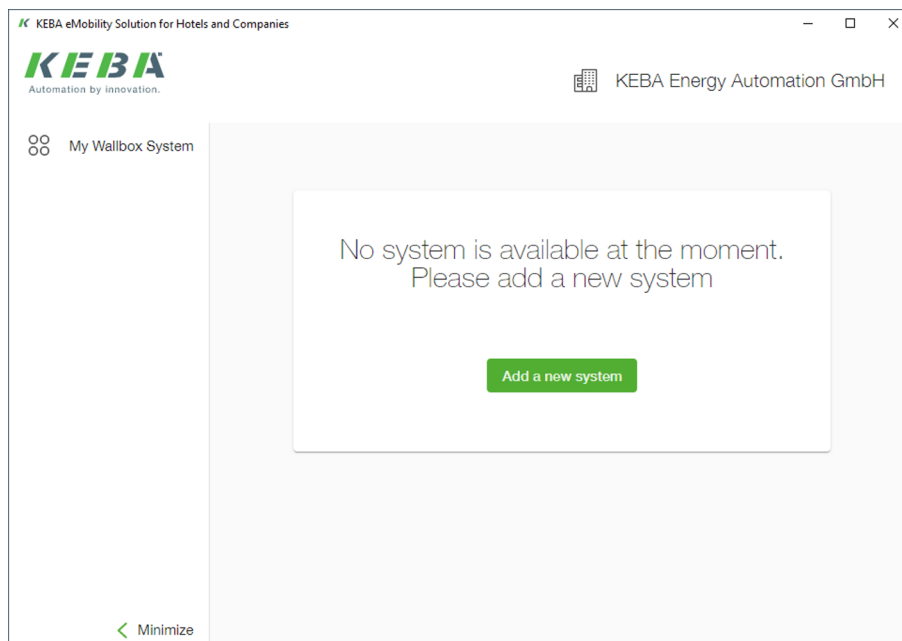 KEBA eMobility Solution for Hotels and Companies
KEBA
Automation by innovation.
KEBA Energy Automation GmbH
My Wallbox System
No system is available at the moment.
Please add a new system
Add a new system
Minimize